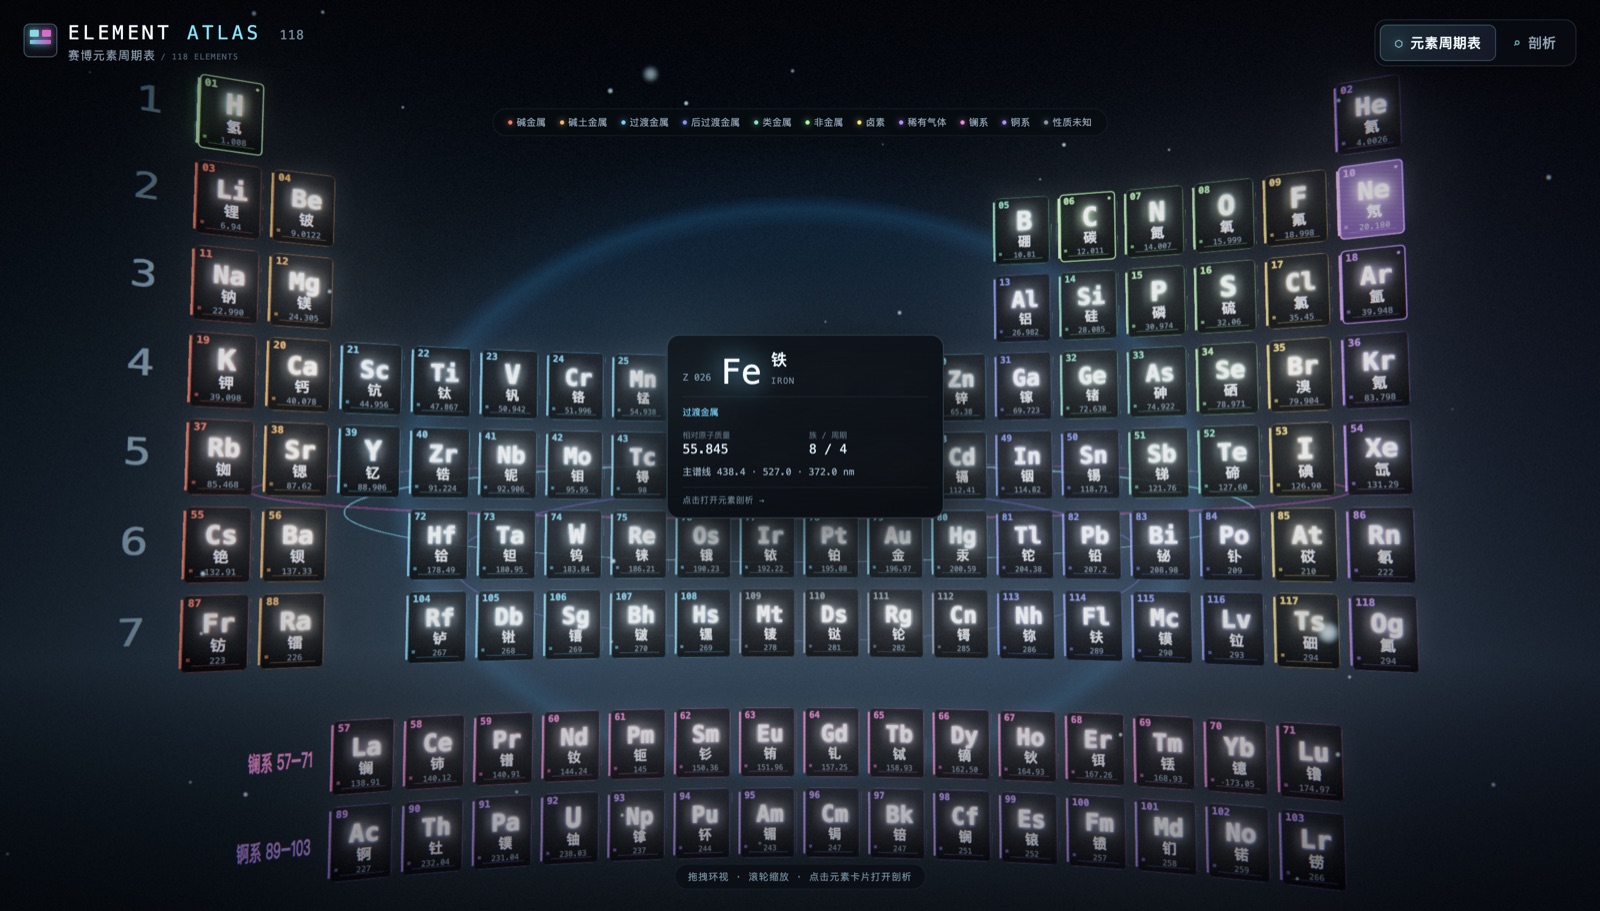 ELEMENT ATLAS 118
赛博元素周期表 / 118 ELEMENTS
元素周期表 剖析
碱金属 碱土金属 过渡金属 后过渡金属 类金属 非金属 卤素 稀有气体 镧系 锕系 性质未知
1
01 H 氢 1.008
02 He 氦 4.0026
2
03 Li 锂 6.94
04 Be 铍 9.0122
05 B 硼 10.81
06 C 碳 12.011
07 N 氮 14.007
08 O 氧 15.999
09 F 氟 18.998
10 Ne 氖 20.180
3
11 Na 钠 22.990
12 Mg 镁 24.305
13 Al 铝 26.982
14 Si 硅 28.085
15 P 磷 30.974
16 S 硫 32.06
17 Cl 氯 35.45
18 Ar 氩 39.948
4
19 K 钾 39.098
20 Ca 钙 40.078
21 Sc 钪 44.956
22 Ti 钛 47.867
23 V 钒 50.942
24 Cr 铬 51.996
25 Mn 锰 54.938
Zn 锌 65.38
31 Ga 镓 69.723
32 Ge 锗 72.630
33 As 砷 74.922
34 Se 硒 78.971
35 Br 溴 79.904
36 Kr 氪 83.798
Z 026 Fe 铁
IRON
过渡金属
相对原子质量 族 / 周期
55.845 8 / 4
主谱线 438.4 · 527.0 · 372.0 nm
点击打开元素剖析 →
5
37 Rb 铷 85.468
38 Sr 锶 87.62
39 Y 钇 88.906
40 Zr 锆 91.224
41 Nb 铌 92.906
42 Mo 钼 95.95
43 Tc 锝 98
Cd 镉 112.41
49 In 铟 114.82
50 Sn 锡 118.71
51 Sb 锑 121.76
52 Te 碲 127.60
53 I 碘 126.90
54 Xe 氙 131.29
6
55 Cs 铯 132.91
56 Ba 钡 137.33
72 Hf 铪 178.49
73 Ta 钽 180.95
74 W 钨 183.84
75 Re 铼 186.21
Os 锇 190.23
Ir 铱 192.22
Pt 铂 195.08
Au 金 196.97
80 Hg 汞 200.59
81 Tl 铊 204.38
82 Pb 铅 207.2
83 Bi 铋 208.98
84 Po 钋 209
85 At 砹 210
86 Rn 氡 222
7
87 Fr 钫 223
88 Ra 镭 226
104 Rf 𬬻 267
105 Db 𬭊 268
106 Sg 𬭳 269
107 Bh 𬭛 270
108 Hs 𬭶 269
109 Mt 鿏 278
110 Ds 𫟼 281
111 Rg 𬬭 282
112 Cn 鿔 285
113 Nh 鿭 286
114 Fl 𫓧 289
115 Mc 镆 290
116 Lv 𫟷 293
117 Ts 鿬 294
118 Og 鿫 294
镧系 57—71
57 La 镧 138.91
58 Ce 铈 140.12
59 Pr 镨 140.91
60 Nd 钕 144.24
61 Pm 钷 145
62 Sm 钐 150.36
63 Eu 铕 151.96
64 Gd 钆 157.25
65 Tb 铽 158.93
66 Dy 镝 162.50
67 Ho 钬 164.93
68 Er 铒 167.26
69 Tm 铥 168.93
70 Yb 镱 173.05
71 Lu 镥 174.97
锕系 89—103
89 Ac 锕 227
90 Th 钍 232.04
91 Pa 镤 231.04
92 U 铀 238.03
93 Np 镎 237
94 Pu 钚 244
95 Am 镅 243
96 Cm 锔 247
97 Bk 锫 247
98 Cf 锎 251
99 Es 锿 252
100 Fm 镄 257
101 Md 钔 258
102 No 锘 259
103 Lr 铹 266
拖拽环视 · 滚轮缩放 · 点击元素卡片打开剖析